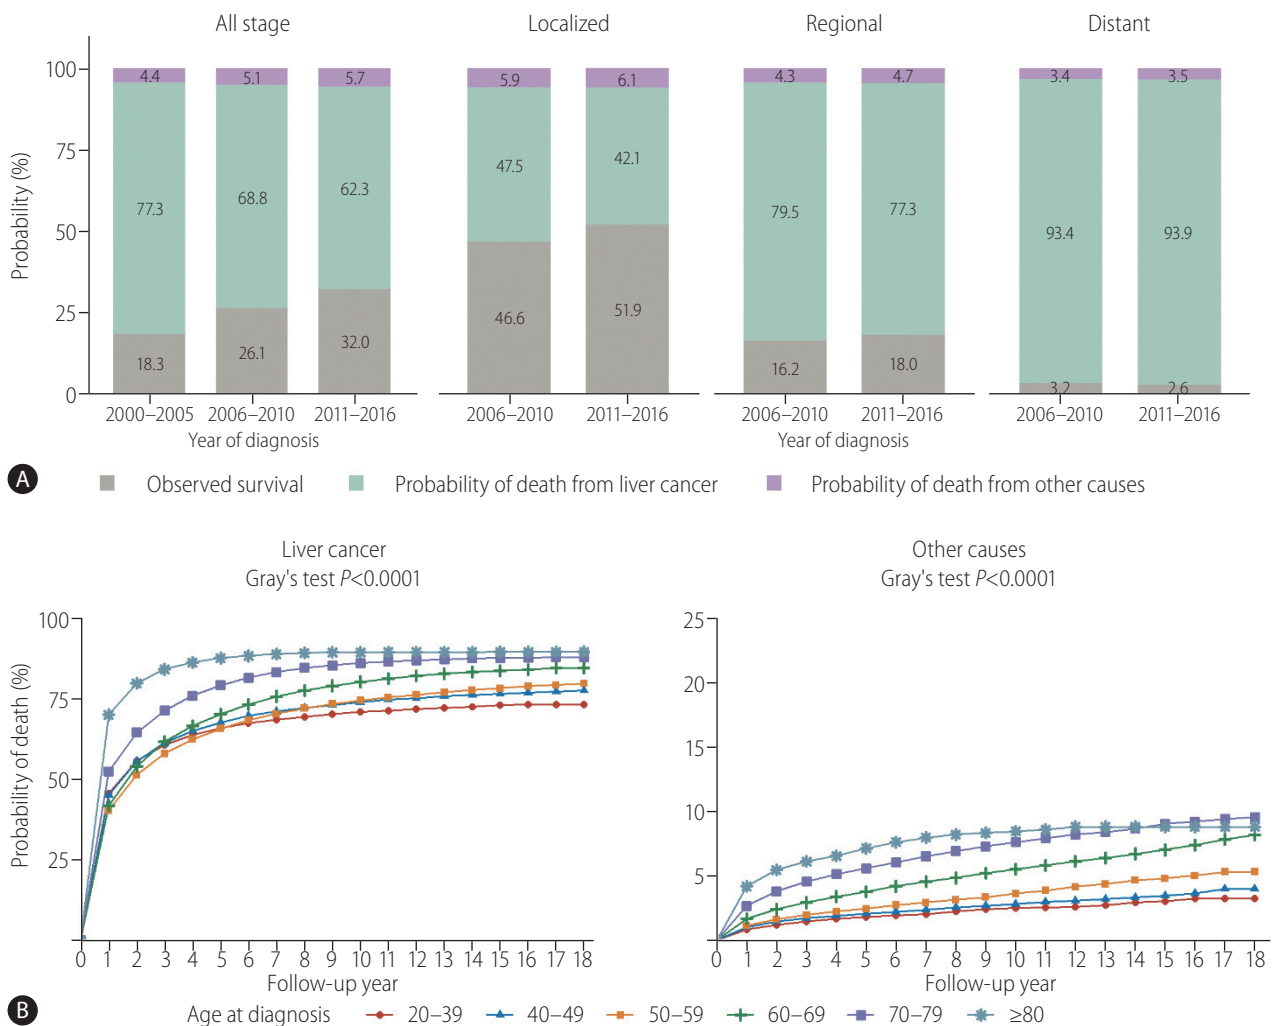 All stage Localized Regional Distant
Probability (%)
100 75 50 25 0
4.4 5.1 5.7 5.9 6.1 4.3 4.7 3.4 3.5
77.3 68.8 62.3 47.5 42.1 79.5 77.3 93.4 93.9
18.3 26.1 32.0 46.6 51.9 16.2 18.0 3.2 2.6
2000–2005 2006–2010 2011–2016 2006–2010 2011–2016 2006–2010 2011–2016 2006–2010 2011–2016
Year of diagnosis Year of diagnosis
A Observed survival Probability of death from liver cancer Probability of death from other causes
Liver cancer
Gray's test P<0.0001
Probability of death (%)
100
75
50
25
0 1 2 3 4 5 6 7 8 9 10 11 12 13 14 15 16 17 18
Follow-up year
Other causes
Gray's test P<0.0001
25
20
15
10
5
0 1 2 3 4 5 6 7 8 9 10 11 12 13 14 15 16 17 18
Follow-up year
B Age at diagnosis 20–39 40–49 50–59 60–69 70–79 ≥80